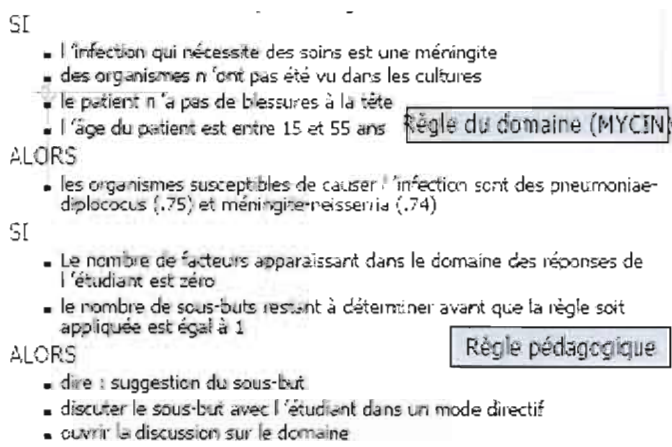 SI
▪ l 'infection qui nécessite des soins est une méningite
▪ des organismes n 'ont pas été vu dans les cultures
▪ le patient n 'a pas de blessures à la tête
▪ l 'âge du patient est entre 15 et 55 ans
Règle du domaine (MYCIN)
ALORS
▪ les organismes susceptibles de causer l 'infection sont des pneumoniae-
diplococus (.75) et méningite-neisserria (.74)
SI
▪ Le nombre de facteurs apparaissant dans le domaine des réponses de
l 'étudiant est zéro
▪ le nombre de sous-buts restant à déterminer avant que la règle soit
appliquée est égal à 1
Règle pédagogique
ALORS
▪ dire : suggestion du sous-but
▪ discuter le sous-but avec l 'étudiant dans un mode directif
▪ ouvrir la discussion sur le domaine